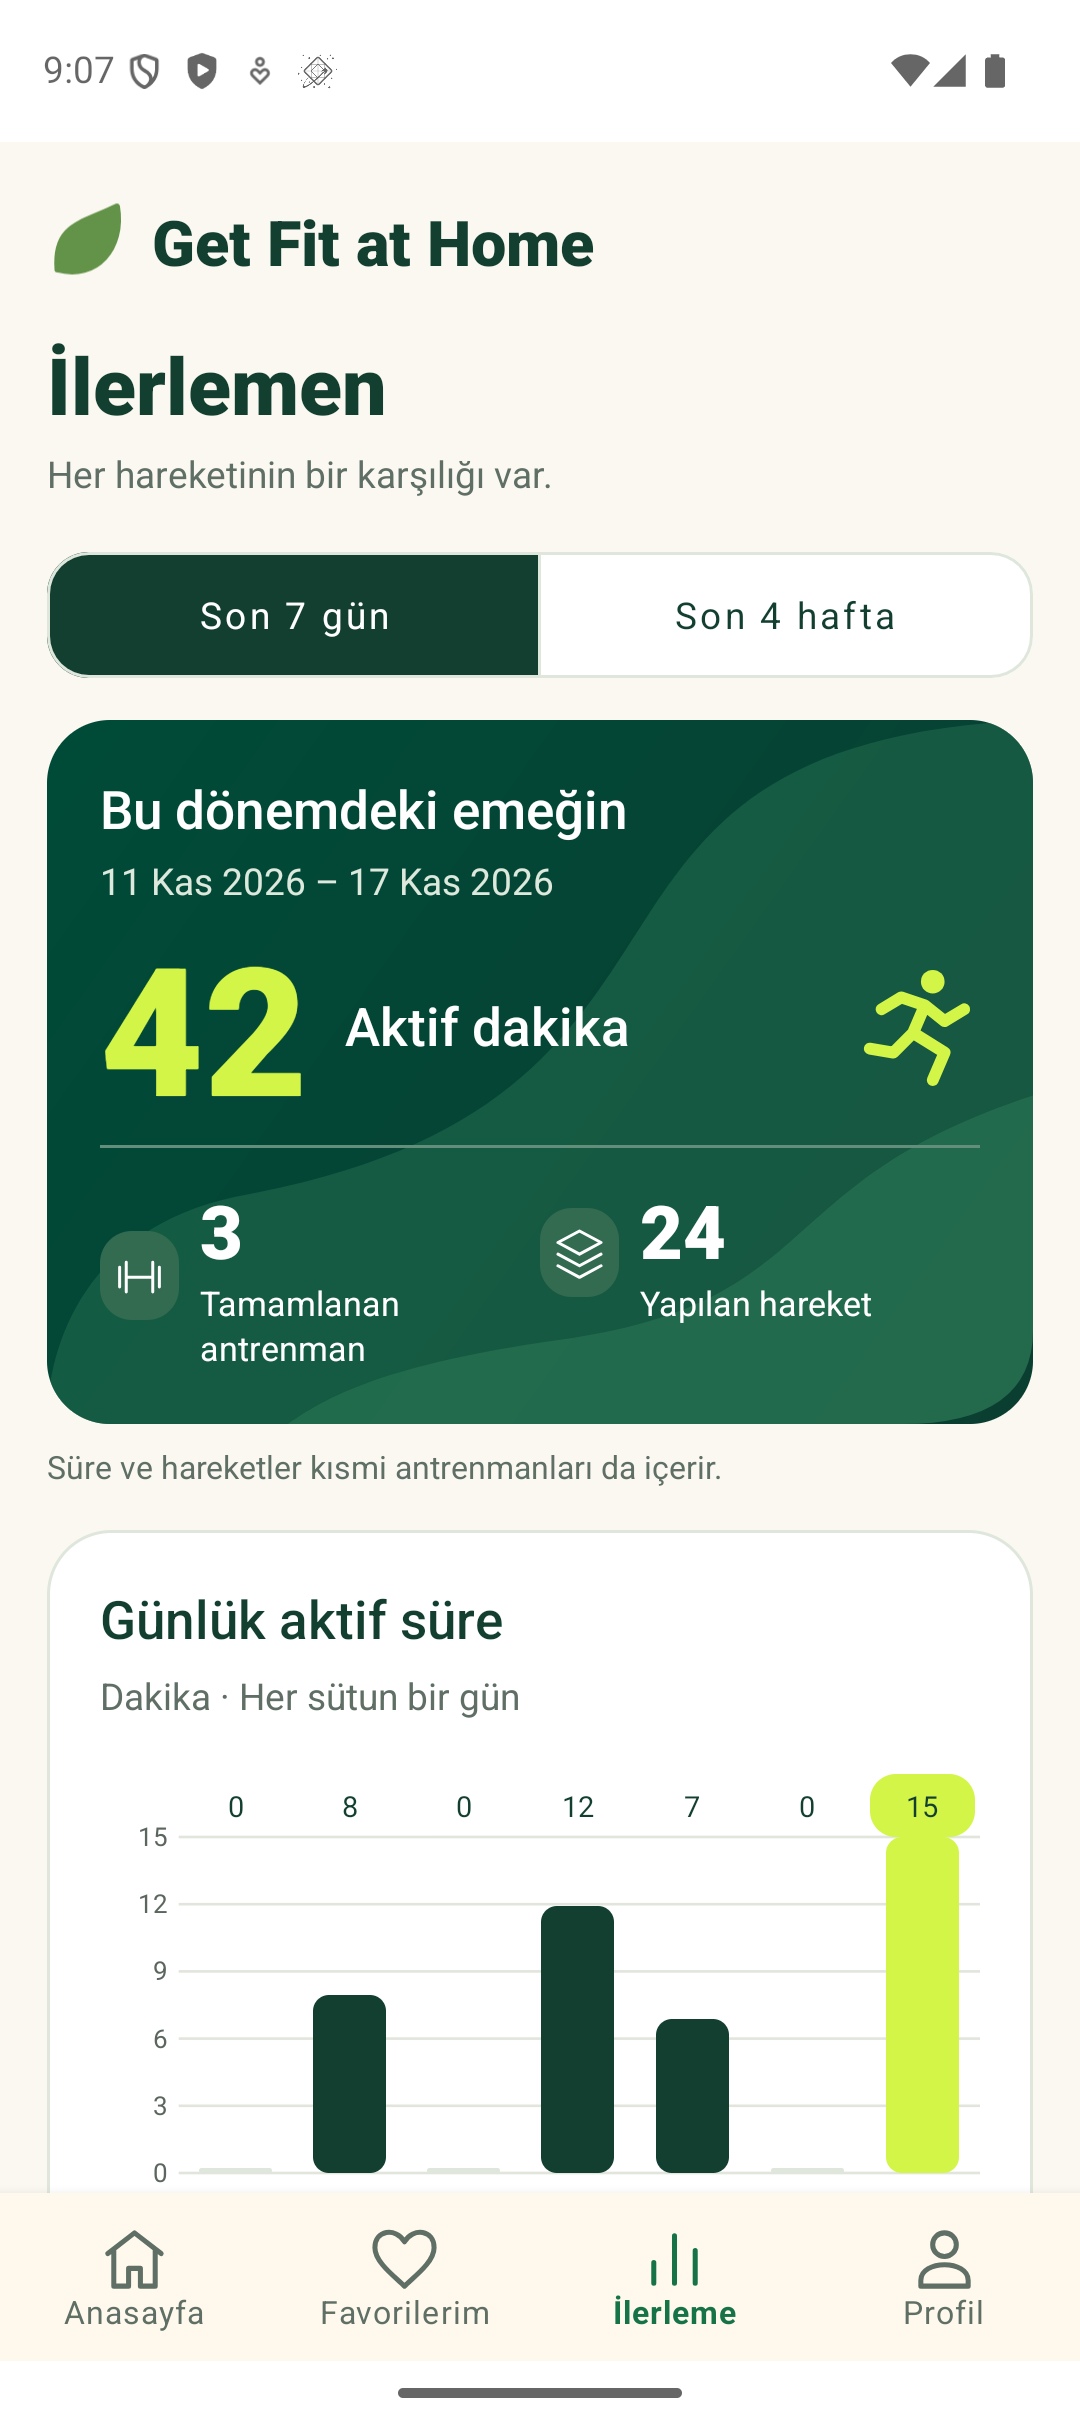 9:07
Get Fit at Home
İlerlemen
Her hareketinin bir karşılığı var.
Son 7 gün
Son 4 hafta
Bu dönemdeki emeğin
11 Kas 2026 – 17 Kas 2026
42 Aktif dakika
3
Tamamlanan
antrenman
24
Yapılan hareket
Süre ve hareketler kısmi antrenmanları da içerir.
Günlük aktif süre
Dakika · Her sütun bir gün
0 8 0 12 7 0 15
15
12
9
6
3
0
Anasayfa
Favorilerim
İlerleme
Profil